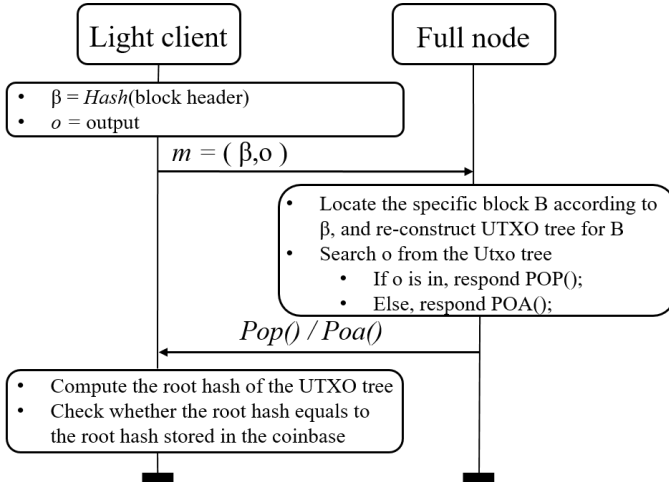 Light client
Full node
• β = Hash(block header)
• o = output
m = ( β,o )
• Locate the specific block B according to
β, and re-construct UTXO tree for B
• Search o from the Utxo tree
• If o is in, respond POP();
• Else, respond POA();
Pop() / Poa()
• Compute the root hash of the UTXO tree
• Check whether the root hash equals to
the root hash stored in the coinbase